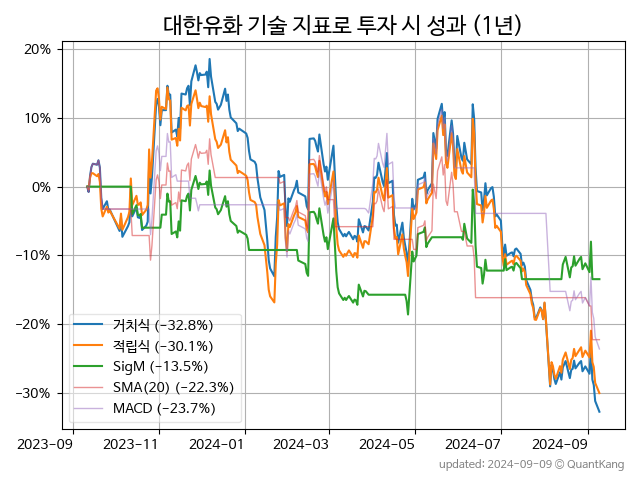 대한유화 기술 지표로 투자 시 성과 (1년)
20%
10%
0%
−10%
−20%
−30%
거치식 (−32.8%)
적립식 (−30.1%)
SigM (−13.5%)
SMA(20) (−22.3%)
MACD (−23.7%)
2023-09
2023-11
2024-01
2024-03
2024-05
2024-07
2024-09
updated: 2024-09-09 © QuantKang